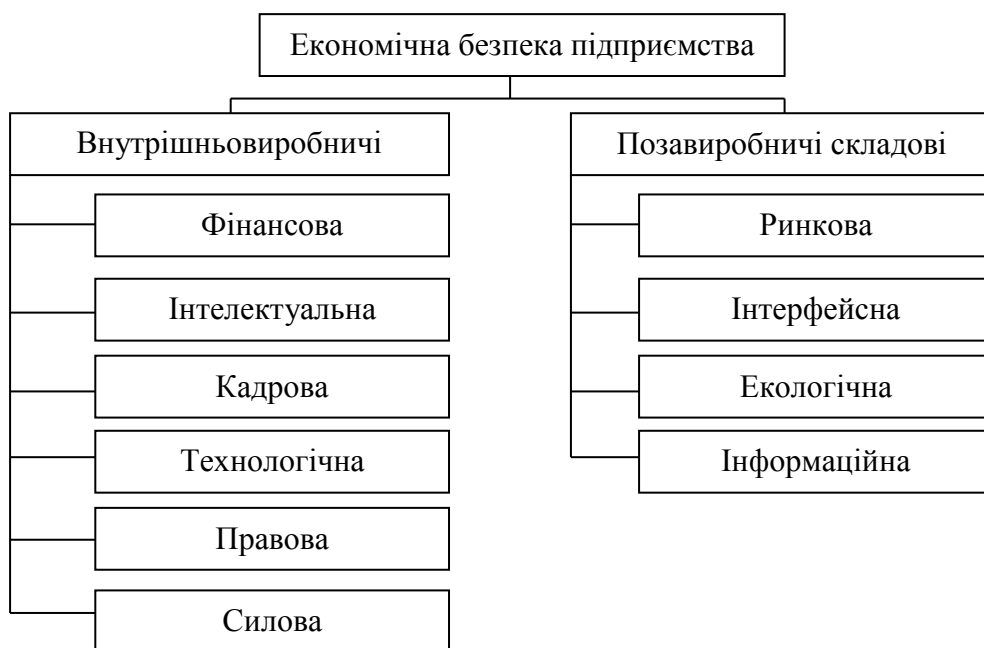 Економічна безпека підприємства
Внутрішньовиробничі
Фінансова
Інтелектуальна
Кадрова
Технологічна
Правова
Силова
Позавиробничі складові
Ринкова
Інтерфейсна
Екологічна
Інформаційна